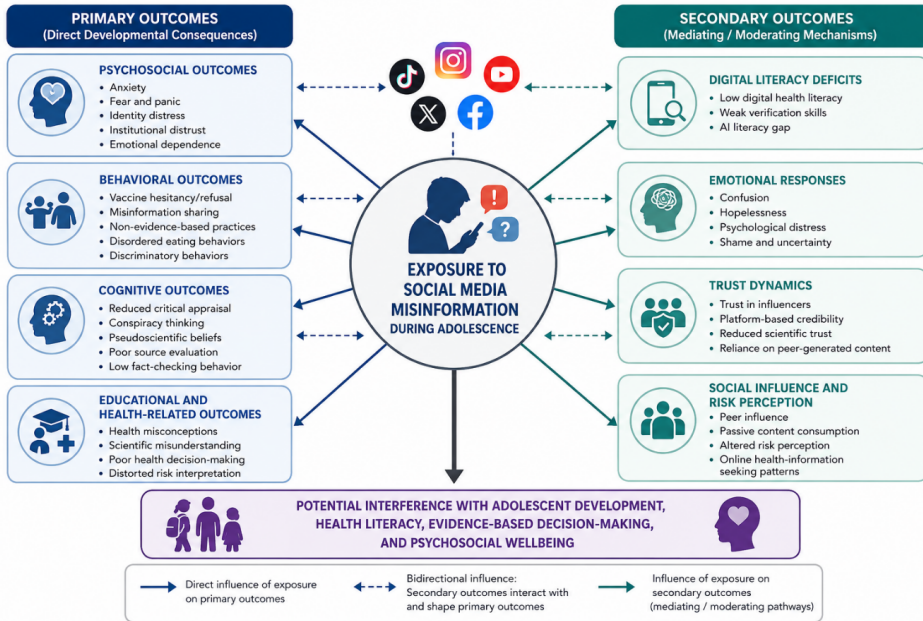 PRIMARY OUTCOMES
(Direct Developmental Consequences)
PSYCHOSOCIAL OUTCOMES
• Anxiety
• Fear and panic
• Identity distress
• Institutional distrust
• Emotional dependence
BEHAVIORAL OUTCOMES
• Vaccine hesitancy/refusal
• Misinformation sharing
• Non-evidence-based practices
• Disordered eating behaviors
• Discriminatory behaviors
COGNITIVE OUTCOMES
• Reduced critical appraisal
• Conspiracy thinking
• Pseudoscientific beliefs
• Poor source evaluation
• Low fact-checking behavior
EDUCATIONAL AND
HEALTH-RELATED OUTCOMES
• Health misconceptions
• Scientific misunderstanding
• Poor health decision-making
• Distorted risk interpretation
EXPOSURE TO
SOCIAL MEDIA
MISINFORMATION
DURING ADOLESCENCE
SECONDARY OUTCOMES
(Mediating / Moderating Mechanisms)
DIGITAL LITERACY DEFICITS
• Low digital health literacy
• Weak verification skills
• AI literacy gap
EMOTIONAL RESPONSES
• Confusion
• Hopelessness
• Psychological distress
• Shame and uncertainty
TRUST DYNAMICS
• Trust in influencers
• Platform-based credibility
• Reduced scientific trust
• Reliance on peer-generated content
SOCIAL INFLUENCE AND
RISK PERCEPTION
• Peer influence
• Passive content consumption
• Altered risk perception
• Online health-information
seeking patterns
POTENTIAL INTERFERENCE WITH ADOLESCENT DEVELOPMENT,
HEALTH LITERACY, EVIDENCE-BASED DECISION-MAKING,
AND PSYCHOSOCIAL WELLBEING
Direct influence of exposure
on primary outcomes
Bidirectional influence:
Secondary outcomes interact with
and shape primary outcomes
Influence of exposure on
secondary outcomes
(mediating / moderating pathways)